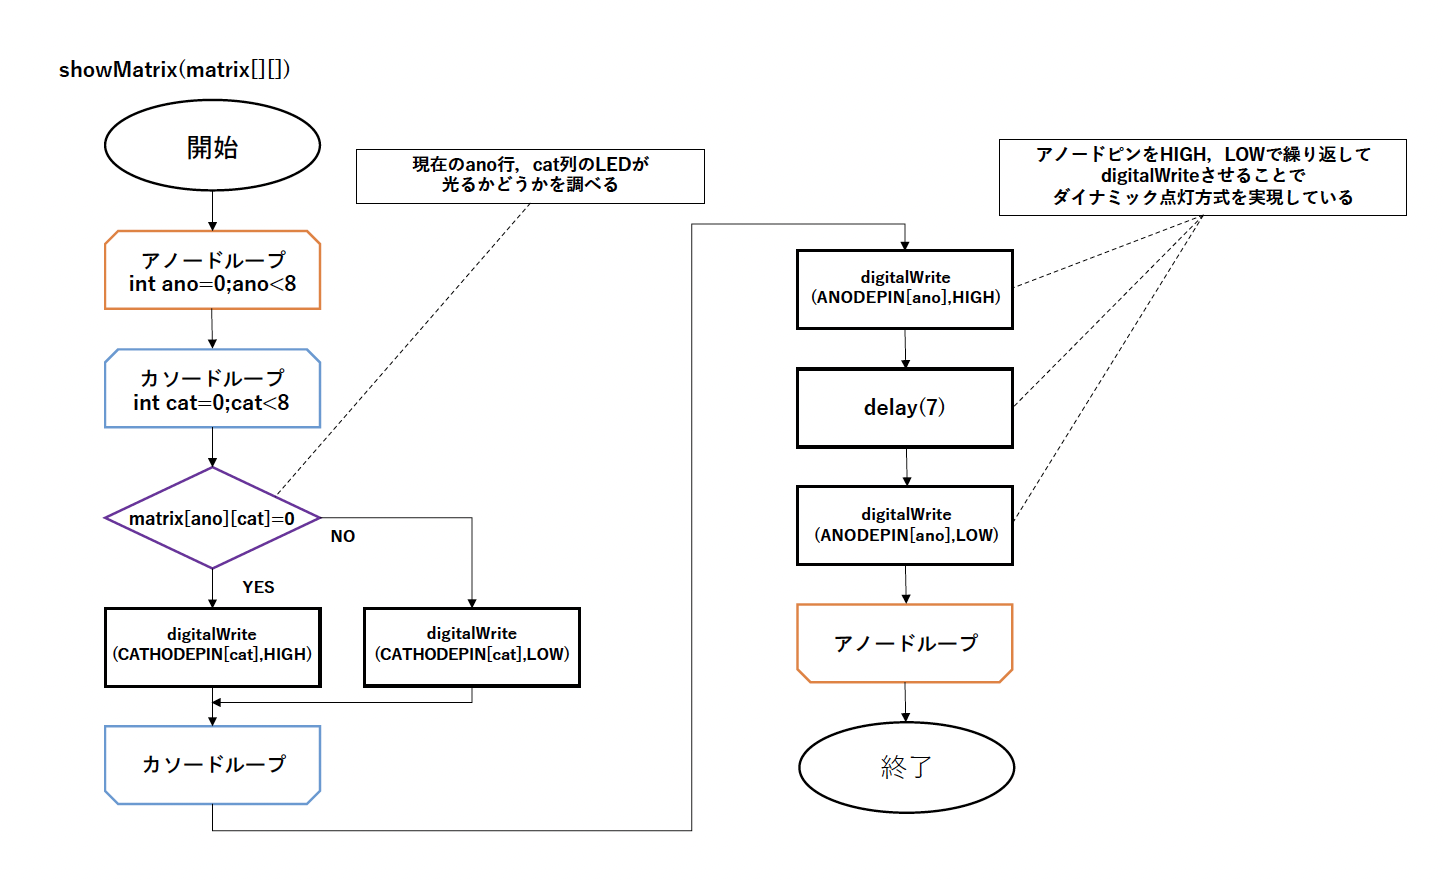 showMatrix(matrix[][])
開始
アノードループ
int ano=0;ano<8
カソードループ
int cat=0;cat<8
現在のano行，cat列のLEDが
光るかどうかを調べる
matrix[ano][cat]=0
NO
YES
digitalWrite
(CATHODEPIN[cat],HIGH)
digitalWrite
(CATHODEPIN[cat],LOW)
カソードループ
アノードピンをHIGH，LOWで繰り返して
digitalWriteさせることで
ダイナミック点灯方式を実現している
digitalWrite
(ANODEPIN[ano],HIGH)
delay(7)
digitalWrite
(ANODEPIN[ano],LOW)
アノードループ
終了